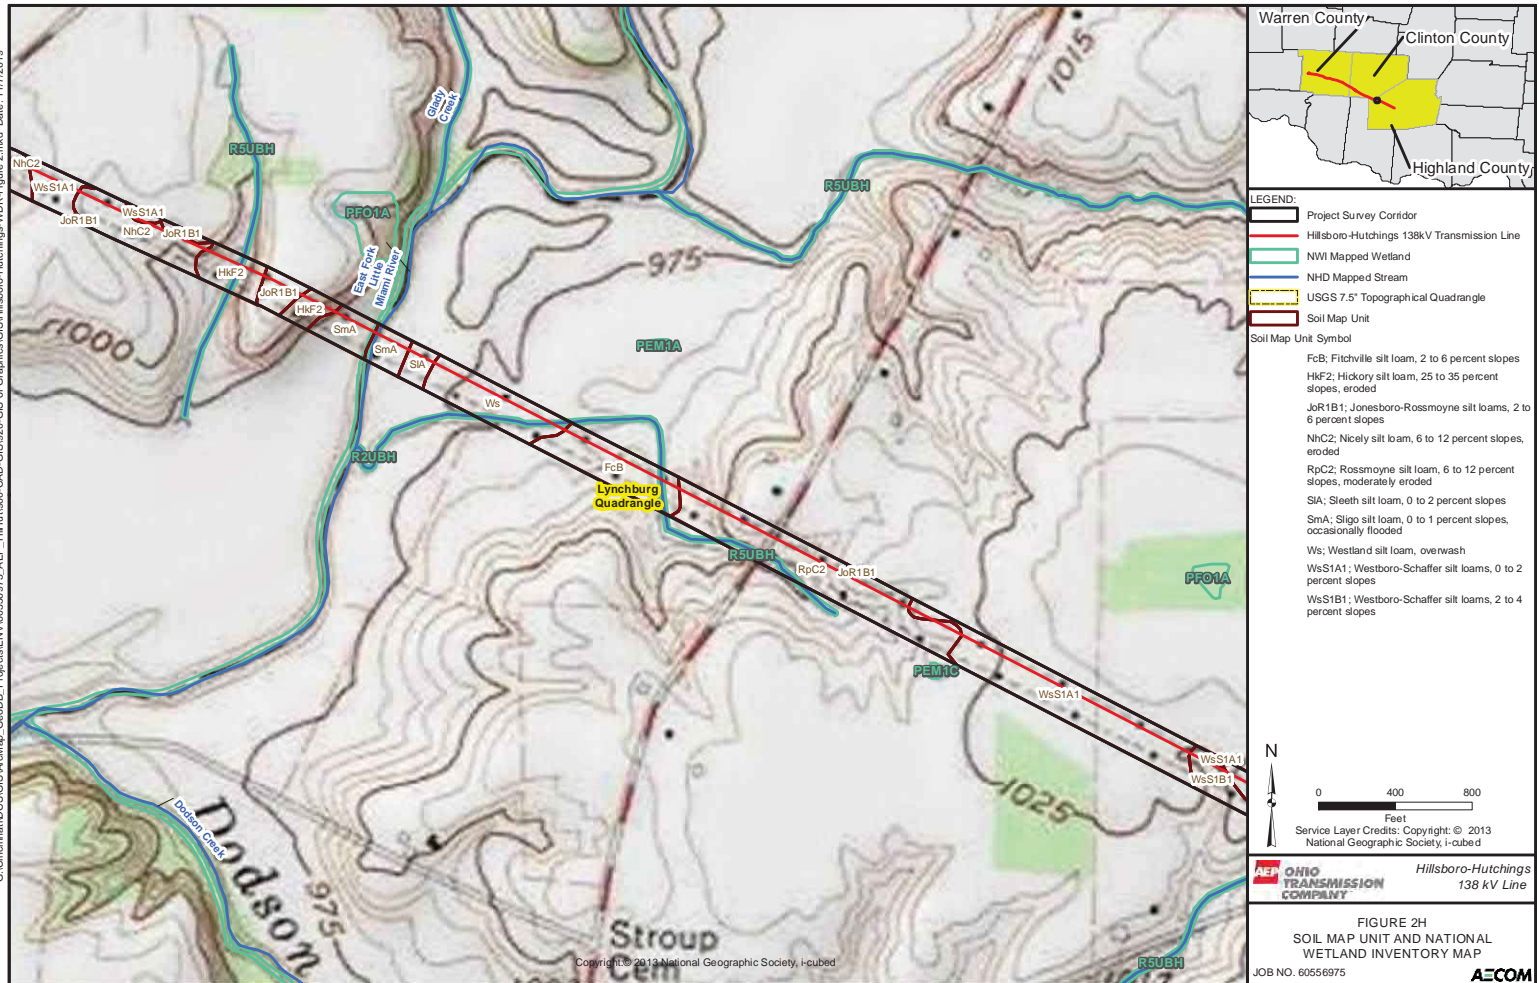 Glady
Creek
1015
R5UBH
NhC2
WsS1A1
JoR1B1
WsS1A1
NhC2
JoR1B1
PFO1A
R5UBH
HkF2
East Fork
Little
Miami River
975
JoR1B1
HkF2
SmA
1000
SmA
SlA
PEM1A
Ws
R2UBH
FcB
Lynchburg
Quadrangle
R5UBH
RpC2
JoR1B1
PFO1A
PEM1C
WsS1A1
WsS1A1
WsS1B1
1025
Dodson Creek
Dodson
975
Stroup
Copyright:© 2013 National Geographic Society, i-cubed
R5UBH
Warren County
Clinton County
Highland County
LEGEND:
Project Survey Corridor
Hillsboro-Hutchings 138kV Transmission Line
NWI Mapped Wetland
NHD Mapped Stream
USGS 7.5" Topographical Quadrangle
Soil Map Unit
Soil Map Unit Symbol
FcB; Fitchville silt loam, 2 to 6 percent slopes
HkF2; Hickory silt loam, 25 to 35 percent
slopes, eroded
JoR1B1; Jonesboro-Rossmoyne silt loams, 2 to
6 percent slopes
NhC2; Nicely silt loam, 6 to 12 percent slopes,
eroded
RpC2; Rossmoyne silt loam, 6 to 12 percent
slopes, moderately eroded
SlA; Sleeth silt loam, 0 to 2 percent slopes
SmA; Sligo silt loam, 0 to 1 percent slopes,
occasionally flooded
Ws; Westland silt loam, overwash
WsS1A1; Westboro-Schaffer silt loams, 0 to 2
percent slopes
WsS1B1; Westboro-Schaffer silt loams, 2 to 4
percent slopes
N
0 400 800
Feet
Service Layer Credits: Copyright: © 2013
National Geographic Society, i-cubed
AEP OHIO
TRANSMISSION
COMPANY
Hillsboro-Hutchings
138 kV Line
FIGURE 2H
SOIL MAP UNIT AND NATIONAL
WETLAND INVENTORY MAP
JOB NO. 60556975
AECOM